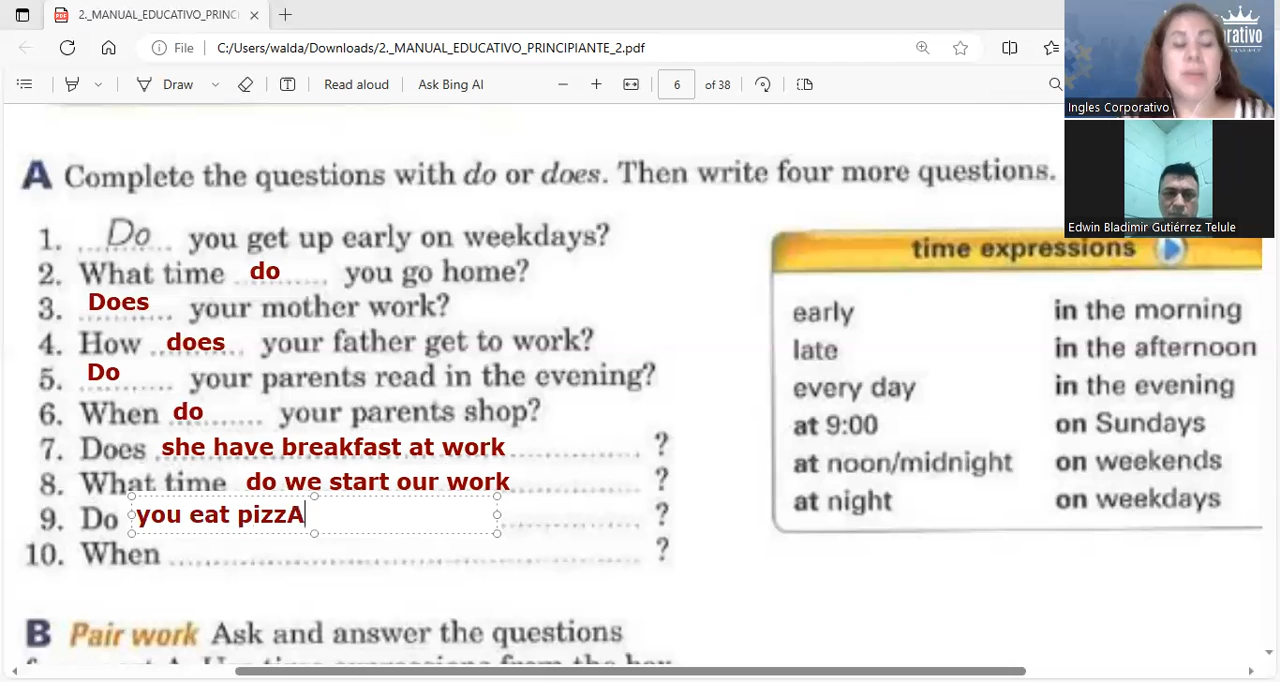 2._MANUAL_EDUCATIVO_PRINCI
File C:/Users/walda/Downloads/2._MANUAL_EDUCATIVO_PRINCIPIANTE_2.pdf
Draw Read aloud Ask Bing AI 6 of 38
Ingles Corporativo
Edwin Bladimir Gutiérrez Telule
A Complete the questions with do or does. Then write four more questions.
1. Do you get up early on weekdays?
2. What time do you go home?
3. Does your mother work?
4. How does your father get to work?
5. Do your parents read in the evening?
6. When do your parents shop?
7. Does she have breakfast at work ?
8. What time do we start our work ?
9. Do you eat pizzA ?
10. When ?
time expressions
early in the morning
late in the afternoon
every day in the evening
at 9:00 on Sundays
at noon/midnight on weekends
at night on weekdays
B Pair work Ask and answer the questions